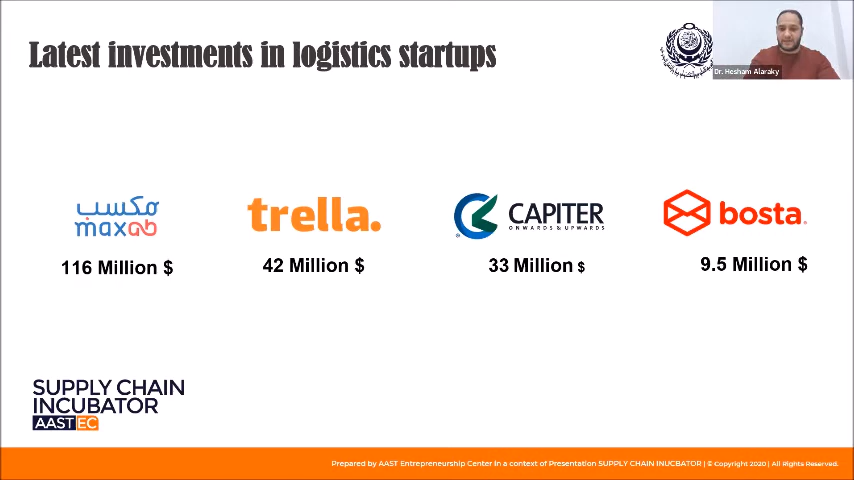 Latest investments in logistics startups
Dr. Hesham Alaraky
مكسب
maxab
116 Million $
trella.
42 Million $
CAPITER
ONWARDS & UPWARDS
33 Million $
bosta
9.5 Million $
SUPPLY CHAIN
INCUBATOR
AAST EC
Prepared by AAST Entrepreneurship Center in a context of Presentation SUPPLY CHAIN INUCBATOR | © Copyright 2020 | All Rights Reserved.